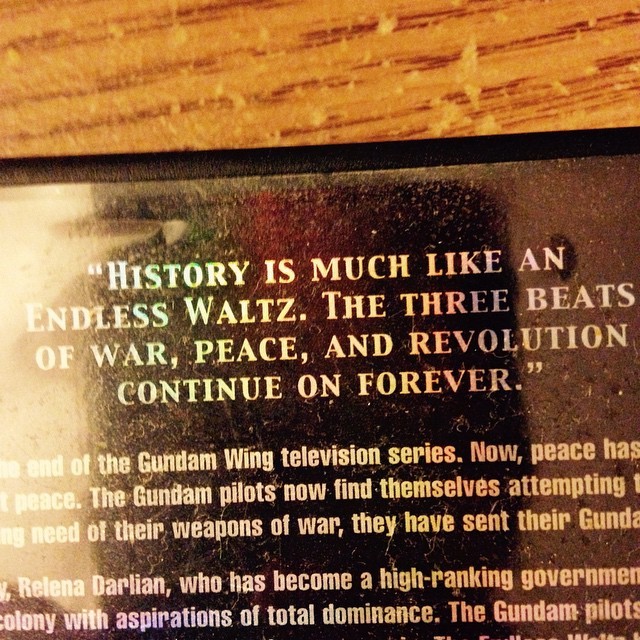 "HISTORY IS MUCH LIKE AN
ENDLESS WALTZ. THE THREE BEATS
OF WAR, PEACE, AND REVOLUTION
CONTINUE ON FOREVER."
end of the Gundam Wing television series. Now, peace has
peace. The Gundam pilots now find themselves attempting
need of their weapons of war, they have sent their
Relena Darlian, who has become a high-ranking
colony with aspirations of total dominance. The Gundam pilots